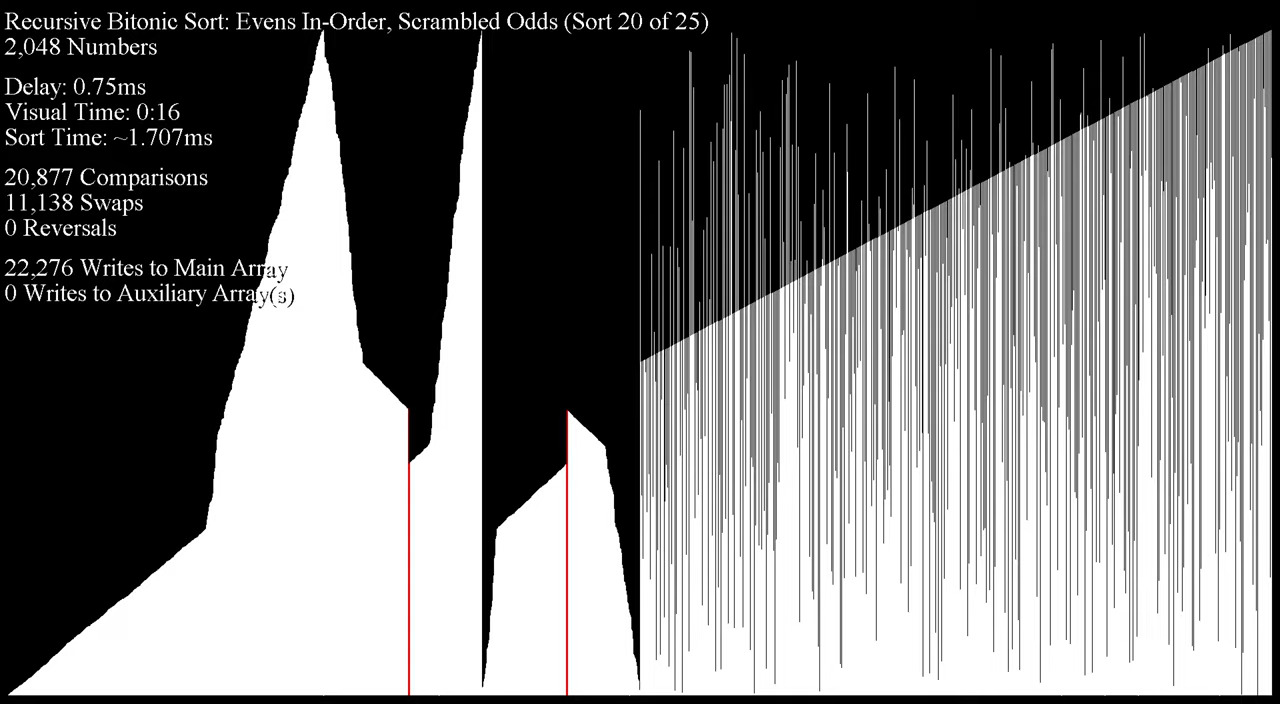 Recursive Bitonic Sort: Evens In-Order, Scrambled Odds (Sort 20 of 25)
2,048 Numbers
Delay: 0.75ms
Visual Time: 0:16
Sort Time: ~1.707ms
20,877 Comparisons
11,138 Swaps
0 Reversals
22,276 Writes to Main Array
0 Writes to Auxiliary Array(s)